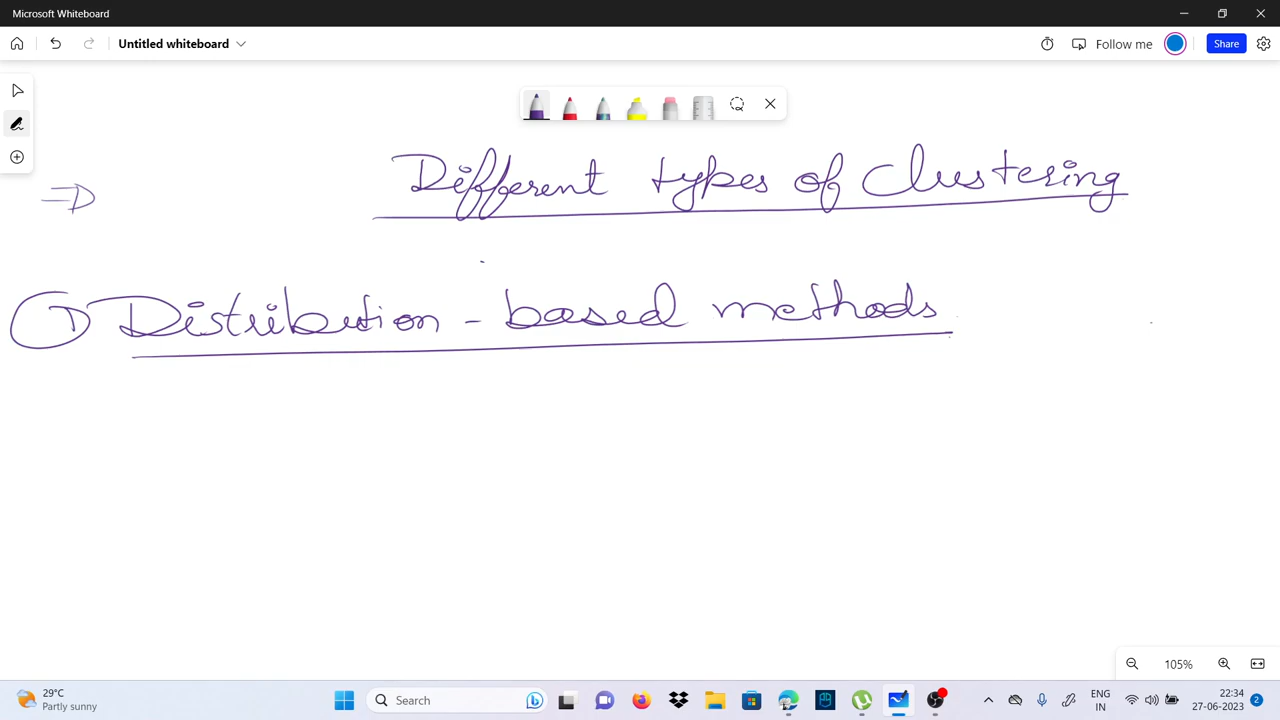 Microsoft Whiteboard
Untitled whiteboard
Follow me
Share
Different types of Clustering
① Distribution - based methods
105%
29°C
Partly sunny
Search
ENG
IN
22:34
27-06-2023
2